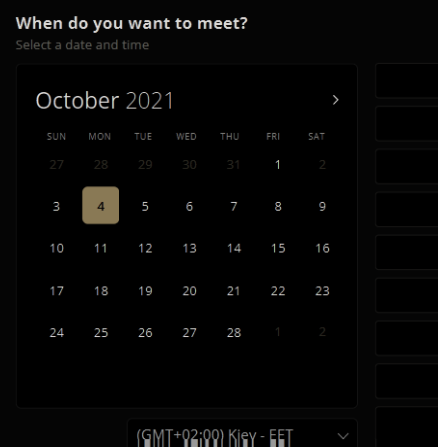 When do you want to meet?
Select a date and time
October 2021
SUN MON TUE WED THU FRI SAT
27 28 29 30 31 1 2
3 4 5 6 7 8 9
10 11 12 13 14 15 16
17 18 19 20 21 22 23
24 25 26 27 28 1 2
(GMT+02:00) Kiev - EET